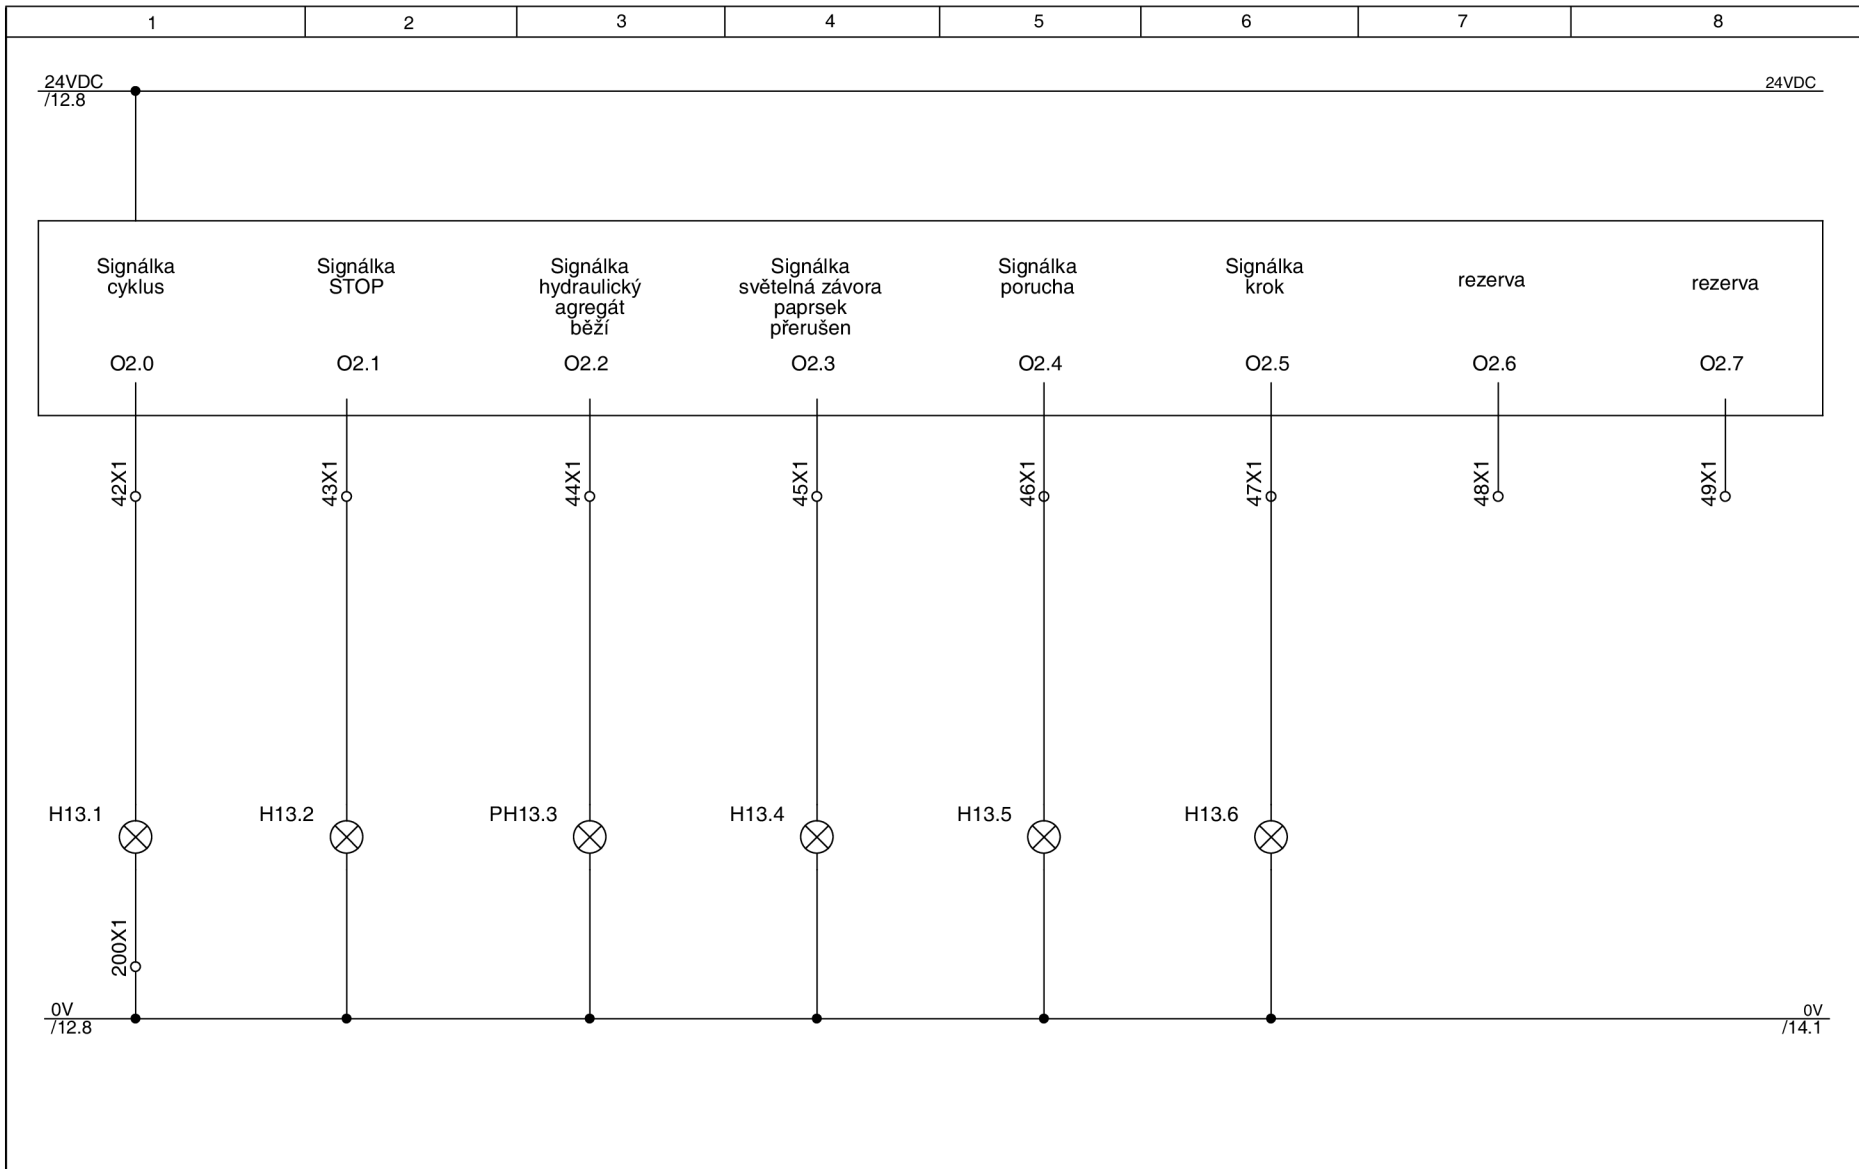 1 2 3 4 5 6 7 8
24VDC 24VDC
/12.8
Signálka
cyklus
Signálka
STOP
Signálka
hydraulický
agregát
běží
Signálka
světelná závora
paprsek
přerušen
Signálka
porucha
Signálka
krok
rezerva
rezerva
O2.0 O2.1 O2.2 O2.3 O2.4 O2.5 O2.6 O2.7
42X1 43X1 44X1 45X1 46X1 47X1 48X1 49X1
H13.1 H13.2 PH13.3 H13.4 H13.5 H13.6
200X1
0V 0V
/12.8 /14.1